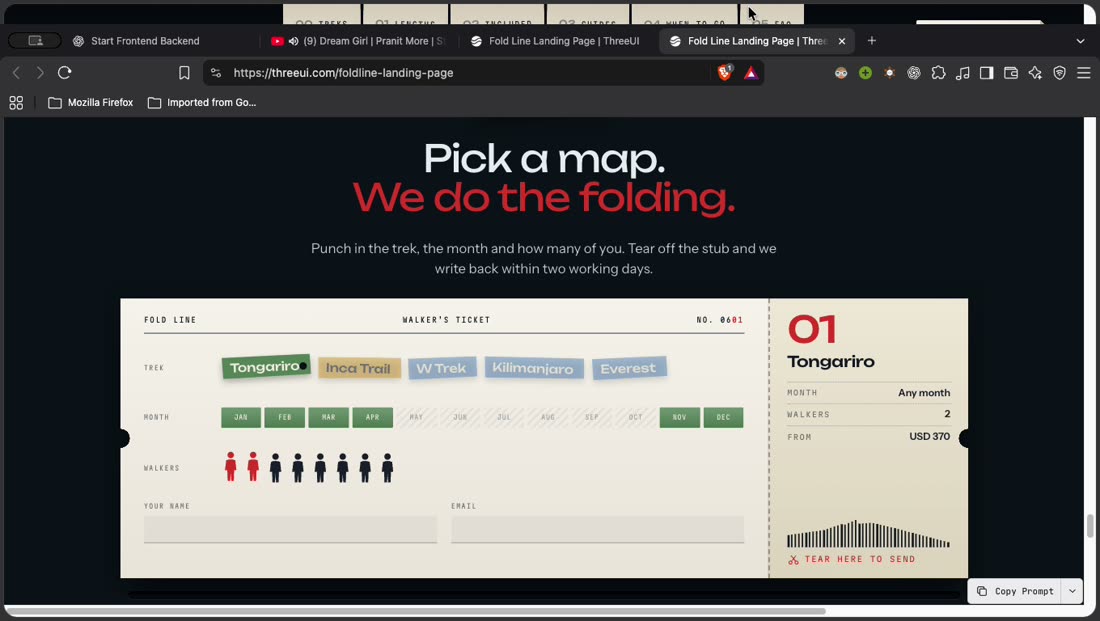 Start Frontend Backend
(9) Dream Girl | Pranit More | S
Fold Line Landing Page | ThreeUI
Fold Line Landing Page | Three
https://threeui.com/foldline-landing-page
1
Mozilla Firefox
Imported from Go...
Pick a map.
We do the folding.
Punch in the trek, the month and how many of you. Tear off the stub and we
write back within two working days.
FOLD LINE
WALKER'S TICKET
NO. 0601
TREK
Tongariro
Inca Trail
W Trek
Kilimanjaro
Everest
MONTH
JAN
FEB
MAR
APR
MAY
JUN
JUL
AUG
SEP
OCT
NOV
DEC
WALKERS
YOUR NAME
EMAIL
01
Tongariro
MONTH
Any month
WALKERS
2
FROM
USD 370
TEAR HERE TO SEND
Copy Prompt